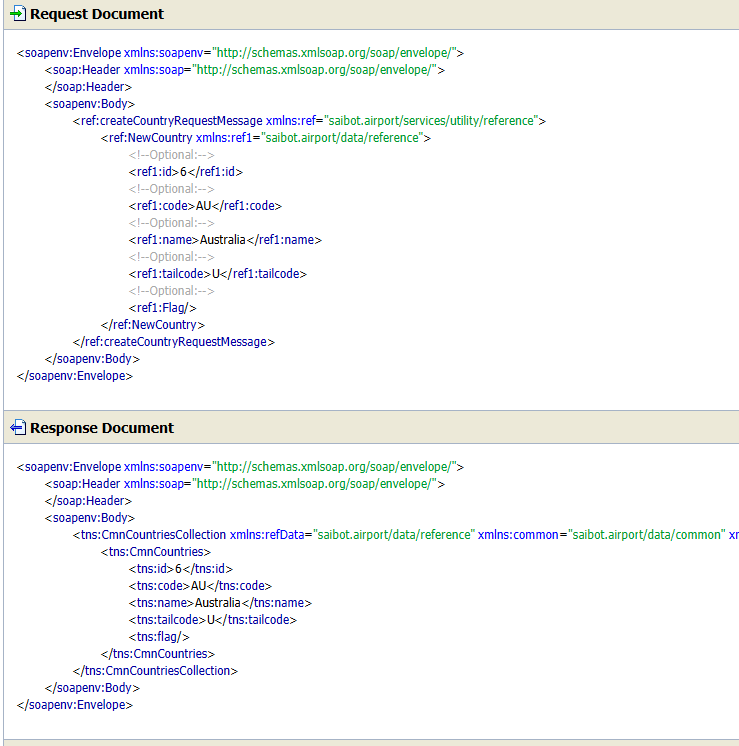 Request Document
<soapenv:Envelope xmlns:soapenv="http://schemas.xmlsoap.org/soap/envelope/">
<soap:Header xmlns:soap="http://schemas.xmlsoap.org/soap/envelope/">
</soap:Header>
<soapenv:Body>
<ref:createCountryRequestMessage xmlns:ref="saibot.airport/services/utility/reference">
<ref:NewCountry xmlns:ref1="saibot.airport/data/reference">
<!--Optional:-->
<ref1:id>6</ref1:id>
<!--Optional:-->
<ref1:code>AU</ref1:code>
<!--Optional:-->
<ref1:name>Australia</ref1:name>
<!--Optional:-->
<ref1:tailcode>U</ref1:tailcode>
<!--Optional:-->
<ref1:Flag/>
</ref:NewCountry>
</ref:createCountryRequestMessage>
</soapenv:Body>
</soapenv:Envelope>
Response Document
<soapenv:Envelope xmlns:soapenv="http://schemas.xmlsoap.org/soap/envelope/">
<soap:Header xmlns:soap="http://schemas.xmlsoap.org/soap/envelope/">
</soap:Header>
<soapenv:Body>
<tns:CmnCountriesCollection xmlns:refData="saibot.airport/data/reference" xmlns:common="saibot.airport/data/common"
<tns:CmnCountries>
<tns:id>6</tns:id>
<tns:code>AU</tns:code>
<tns:name>Australia</tns:name>
<tns:tailcode>U</tns:tailcode>
<tns:flag/>
</tns:CmnCountries>
</tns:CmnCountriesCollection>
</soapenv:Body>
</soapenv:Envelope>